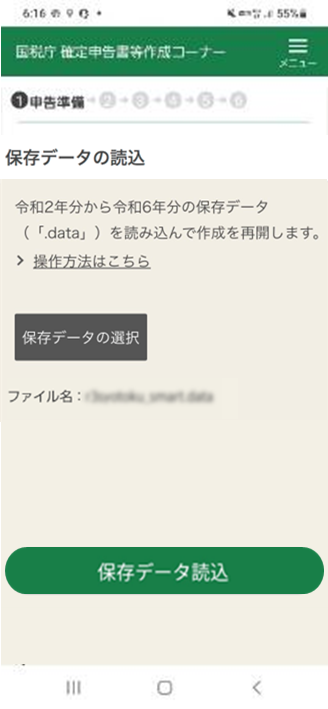 6:16
55%
国税庁 確定申告書等作成コーナー
メニュー
1 申告準備 2 3 4 5 6
保存データの読込
令和2年分から令和6年分の保存データ
（「.data」）を読み込んで作成を再開します。
操作方法はこちら
保存データの選択
ファイル名：
保存データ読込